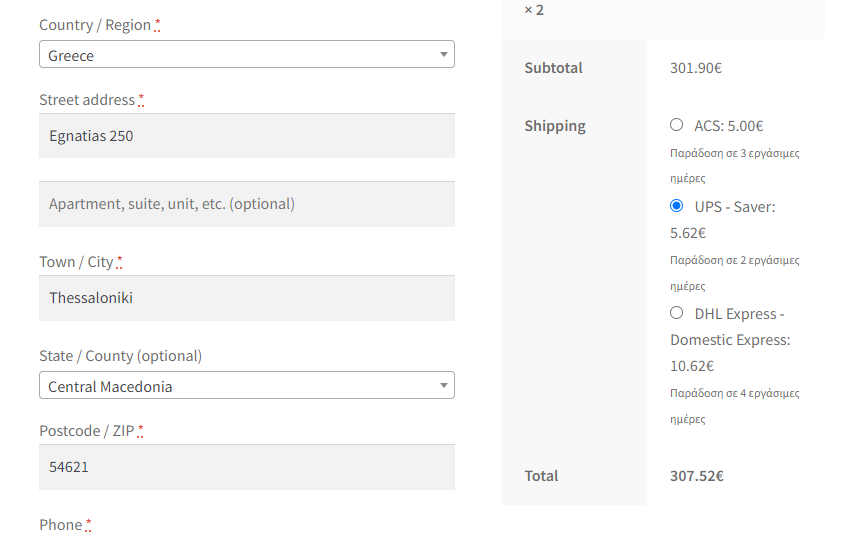 Country / Region *
Greece
Street address *
Egnatias 250
Apartment, suite, unit, etc. (optional)
Town / City *
Thessaloniki
State / County (optional)
Central Macedonia
Postcode / ZIP *
54621
Phone *
× 2
Subtotal 301.90€
Shipping
ACS: 5.00€
Παράδοση σε 3 εργάσιμες
ημέρες
UPS - Saver:
5.62€
Παράδοση σε 2 εργάσιμες
ημέρες
DHL Express -
Domestic Express:
10.62€
Παράδοση σε 4 εργάσιμες
ημέρες
Total 307.52€